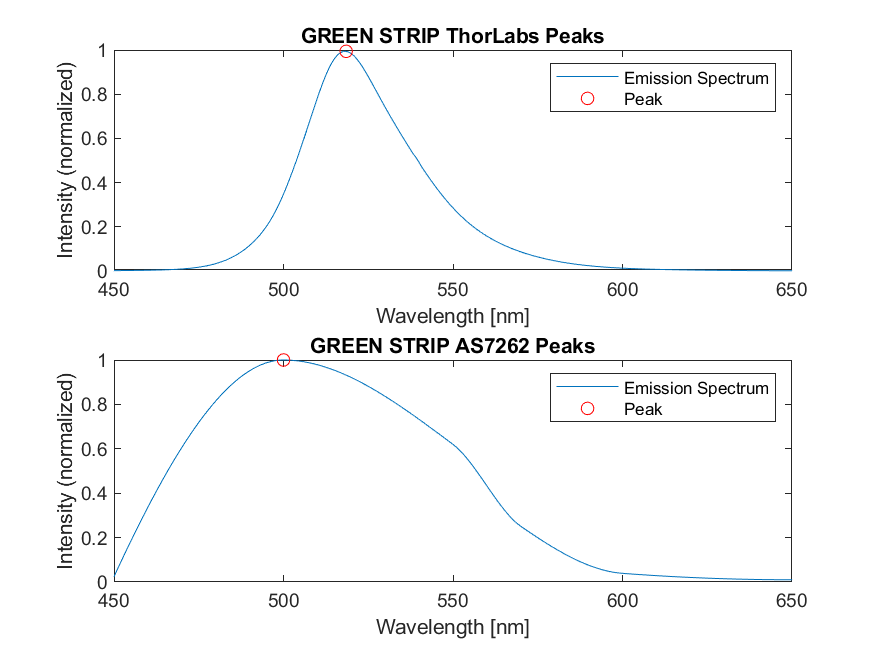 GREEN STRIP ThorLabs Peaks
1
0.8
0.6
0.4
0.2
0
Intensity (normalized)
Emission Spectrum
Peak
450 500 550 600 650
Wavelength [nm]
GREEN STRIP AS7262 Peaks
1
0.8
0.6
0.4
0.2
0
Intensity (normalized)
Emission Spectrum
Peak
450 500 550 600 650
Wavelength [nm]